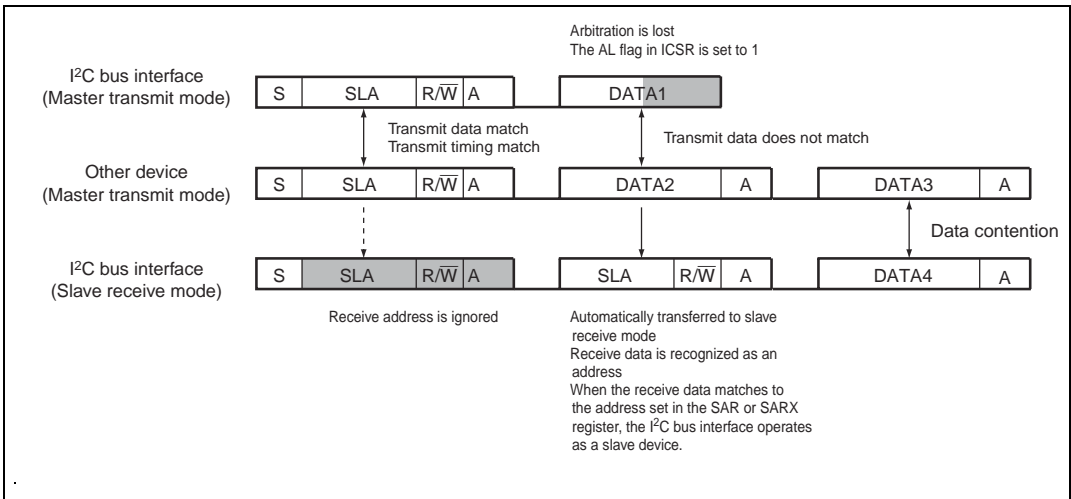 Arbitration is lost
The AL flag in ICSR is set to 1
I2C bus interface
(Master transmit mode)
S SLA R/W̅ A DATA1
Transmit data match
Transmit timing match
Transmit data does not match
Other device
(Master transmit mode)
S SLA R/W̅ A DATA2 A DATA3 A
Data contention
I2C bus interface
(Slave receive mode)
S SLA R/W̅ A SLA R/W̅ A DATA4 A
Receive address is ignored
Automatically transferred to slave
receive mode
Receive data is recognized as an
address
When the receive data matches to
the address set in the SAR or SARX
register, the I2C bus interface operates
as a slave device.
.